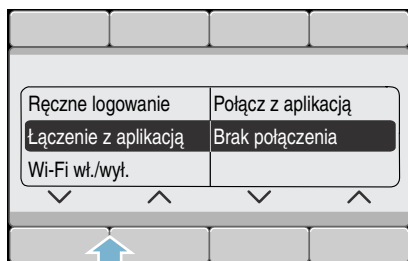 Ręczne logowanie
Połącz z aplikacją
Łączenie z aplikacją
Brak połączenia
Wi-Fi wł./wył.